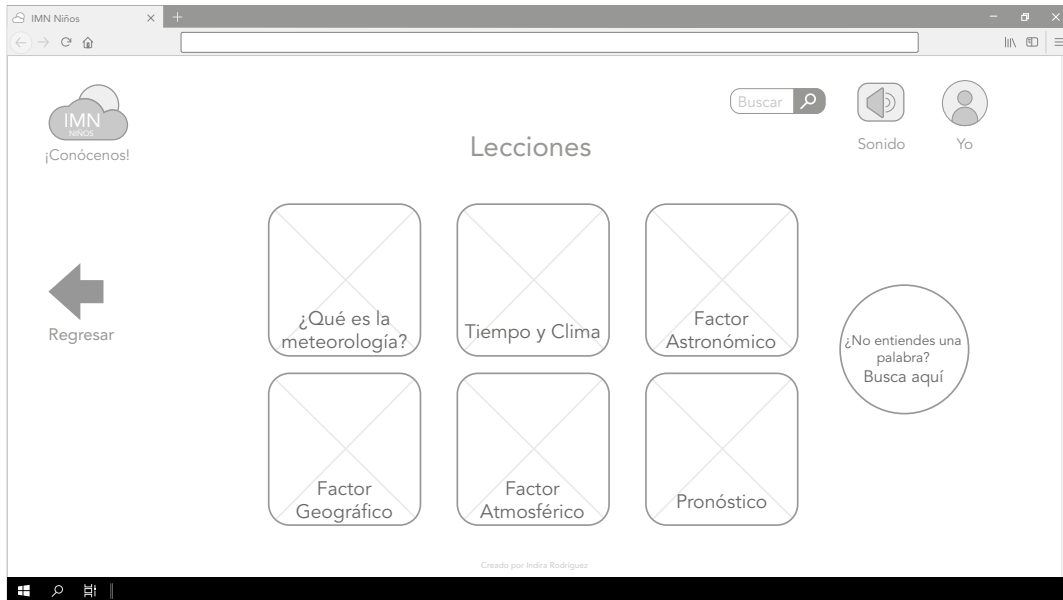 IMN Niños
Buscar
IMN
NIÑOS
¡Conócenos!
Lecciones
Sonido
Yo
Regresar
¿Qué es la
meteorología?
Tiempo y Clima
Factor
Astronómico
¿No entiendes una
palabra?
Busca aquí
Factor
Geográfico
Factor
Atmosférico
Pronóstico
Creado por Indira Rodríguez